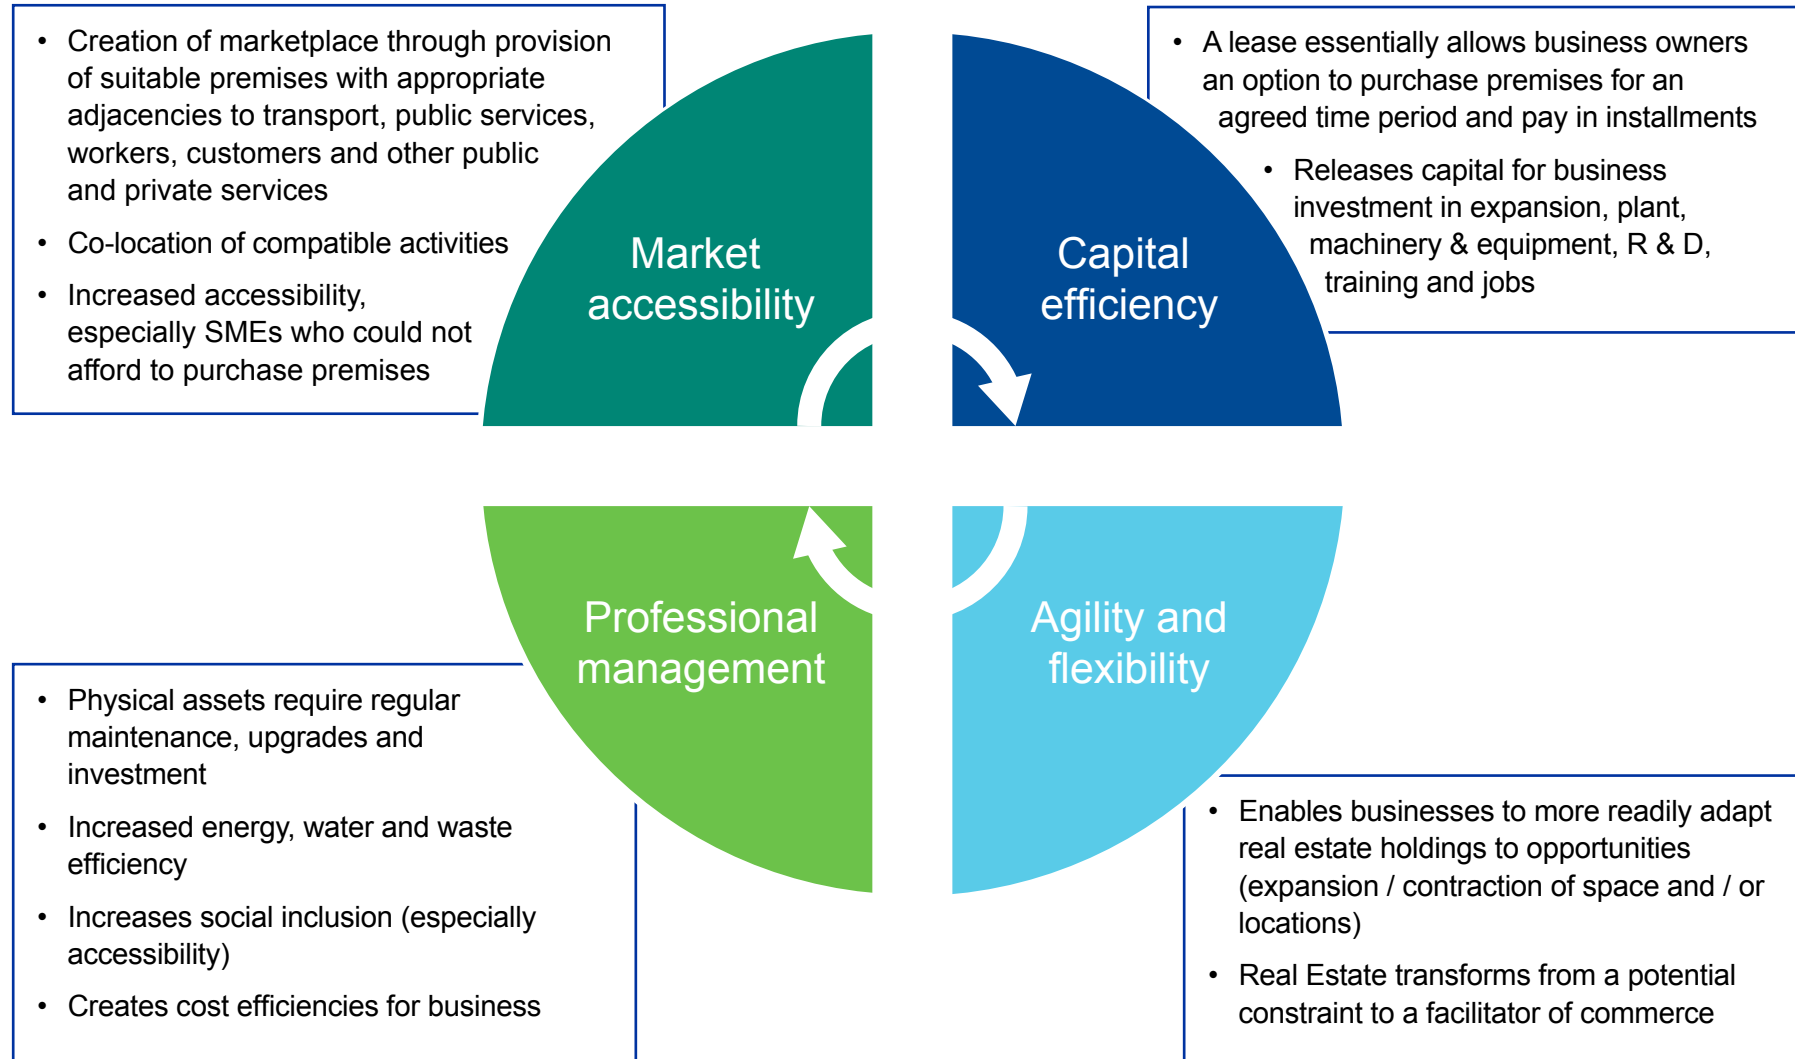 • Creation of marketplace through provision
of suitable premises with appropriate
adjacencies to transport, public services,
workers, customers and other public
and private services
• Co-location of compatible activities
• Increased accessibility,
especially SMEs who could not
afford to purchase premises
Market
accessibility
Capital
efficiency
• A lease essentially allows business owners
an option to purchase premises for an
agreed time period and pay in installments
• Releases capital for business
investment in expansion, plant,
machinery & equipment, R & D,
training and jobs
Professional
management
Agility and
flexibility
• Physical assets require regular
maintenance, upgrades and
investment
• Increased energy, water and waste
efficiency
• Increases social inclusion (especially
accessibility)
• Creates cost efficiencies for business
• Enables businesses to more readily adapt
real estate holdings to opportunities
(expansion / contraction of space and / or
locations)
• Real Estate transforms from a potential
constraint to a facilitator of commerce